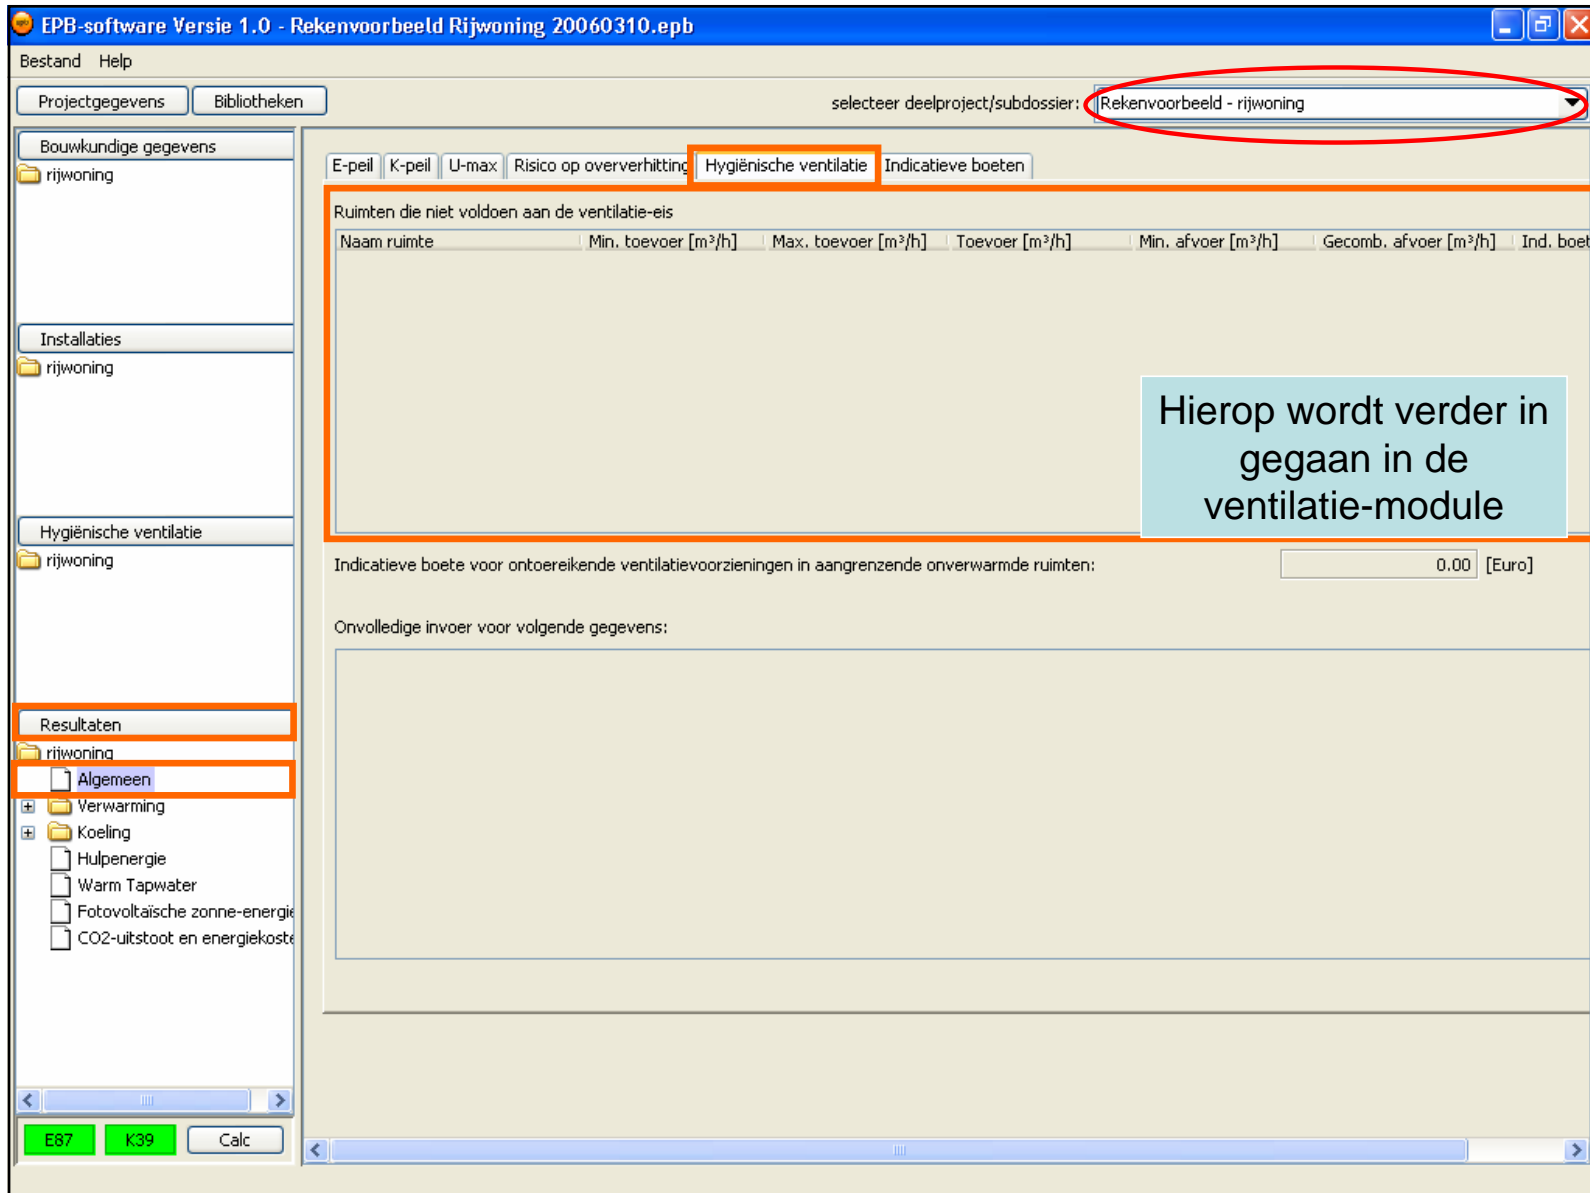 EPB-software Versie 1.0 - Rekenvoorbeeld Rijwoning 20060310.epb
Bestand Help
Projectgegevens Bibliotheken selecteer deelproject/subdossier: Rekenvoorbeeld - rijwoning
Bouwkundige gegevens
rijwoning
Installaties
rijwoning
Hygiënische ventilatie
rijwoning
Resultaten
rijwoning
Algemeen
Verwarming
Koeling
Hulpenergie
Warm Tapwater
Fotovoltaïsche zonne-energie
CO2-uitstoot en energiekoste
E87 K39 Calc
E-peil K-peil U-max Risico op oververhitting Hygiënische ventilatie Indicatieve boeten
Ruimten die niet voldoen aan de ventilatie-eis
Naam ruimte Min. toevoer [m³/h] Max. toevoer [m³/h] Toevoer [m³/h] Min. afvoer [m³/h] Gecomb. afvoer [m³/h] Ind. boet
Hierop wordt verder in
gegaan in de
ventilatie-module
Indicatieve boete voor ontoereikende ventilatievoorzieningen in aangrenzende onverwarmde ruimten: 0.00 [Euro]
Onvolledige invoer voor volgende gegevens: